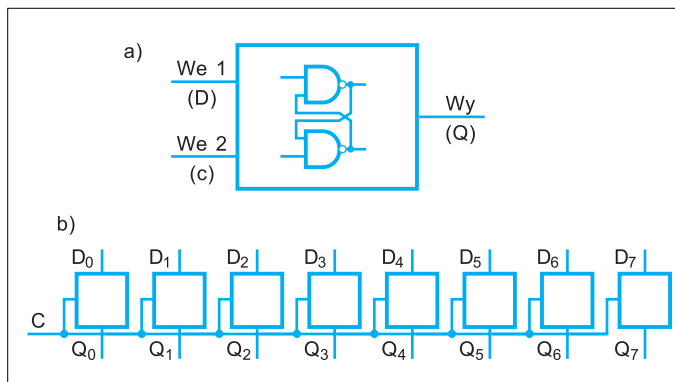 a)
We 1
(D)
We 2
(c)
Wy
(Q)
b)
D₀ D₁ D₂ D₃ D₄ D₅ D₆ D₇
C
Q₀ Q₁ Q₂ Q₃ Q₄ Q₅ Q₆ Q₇